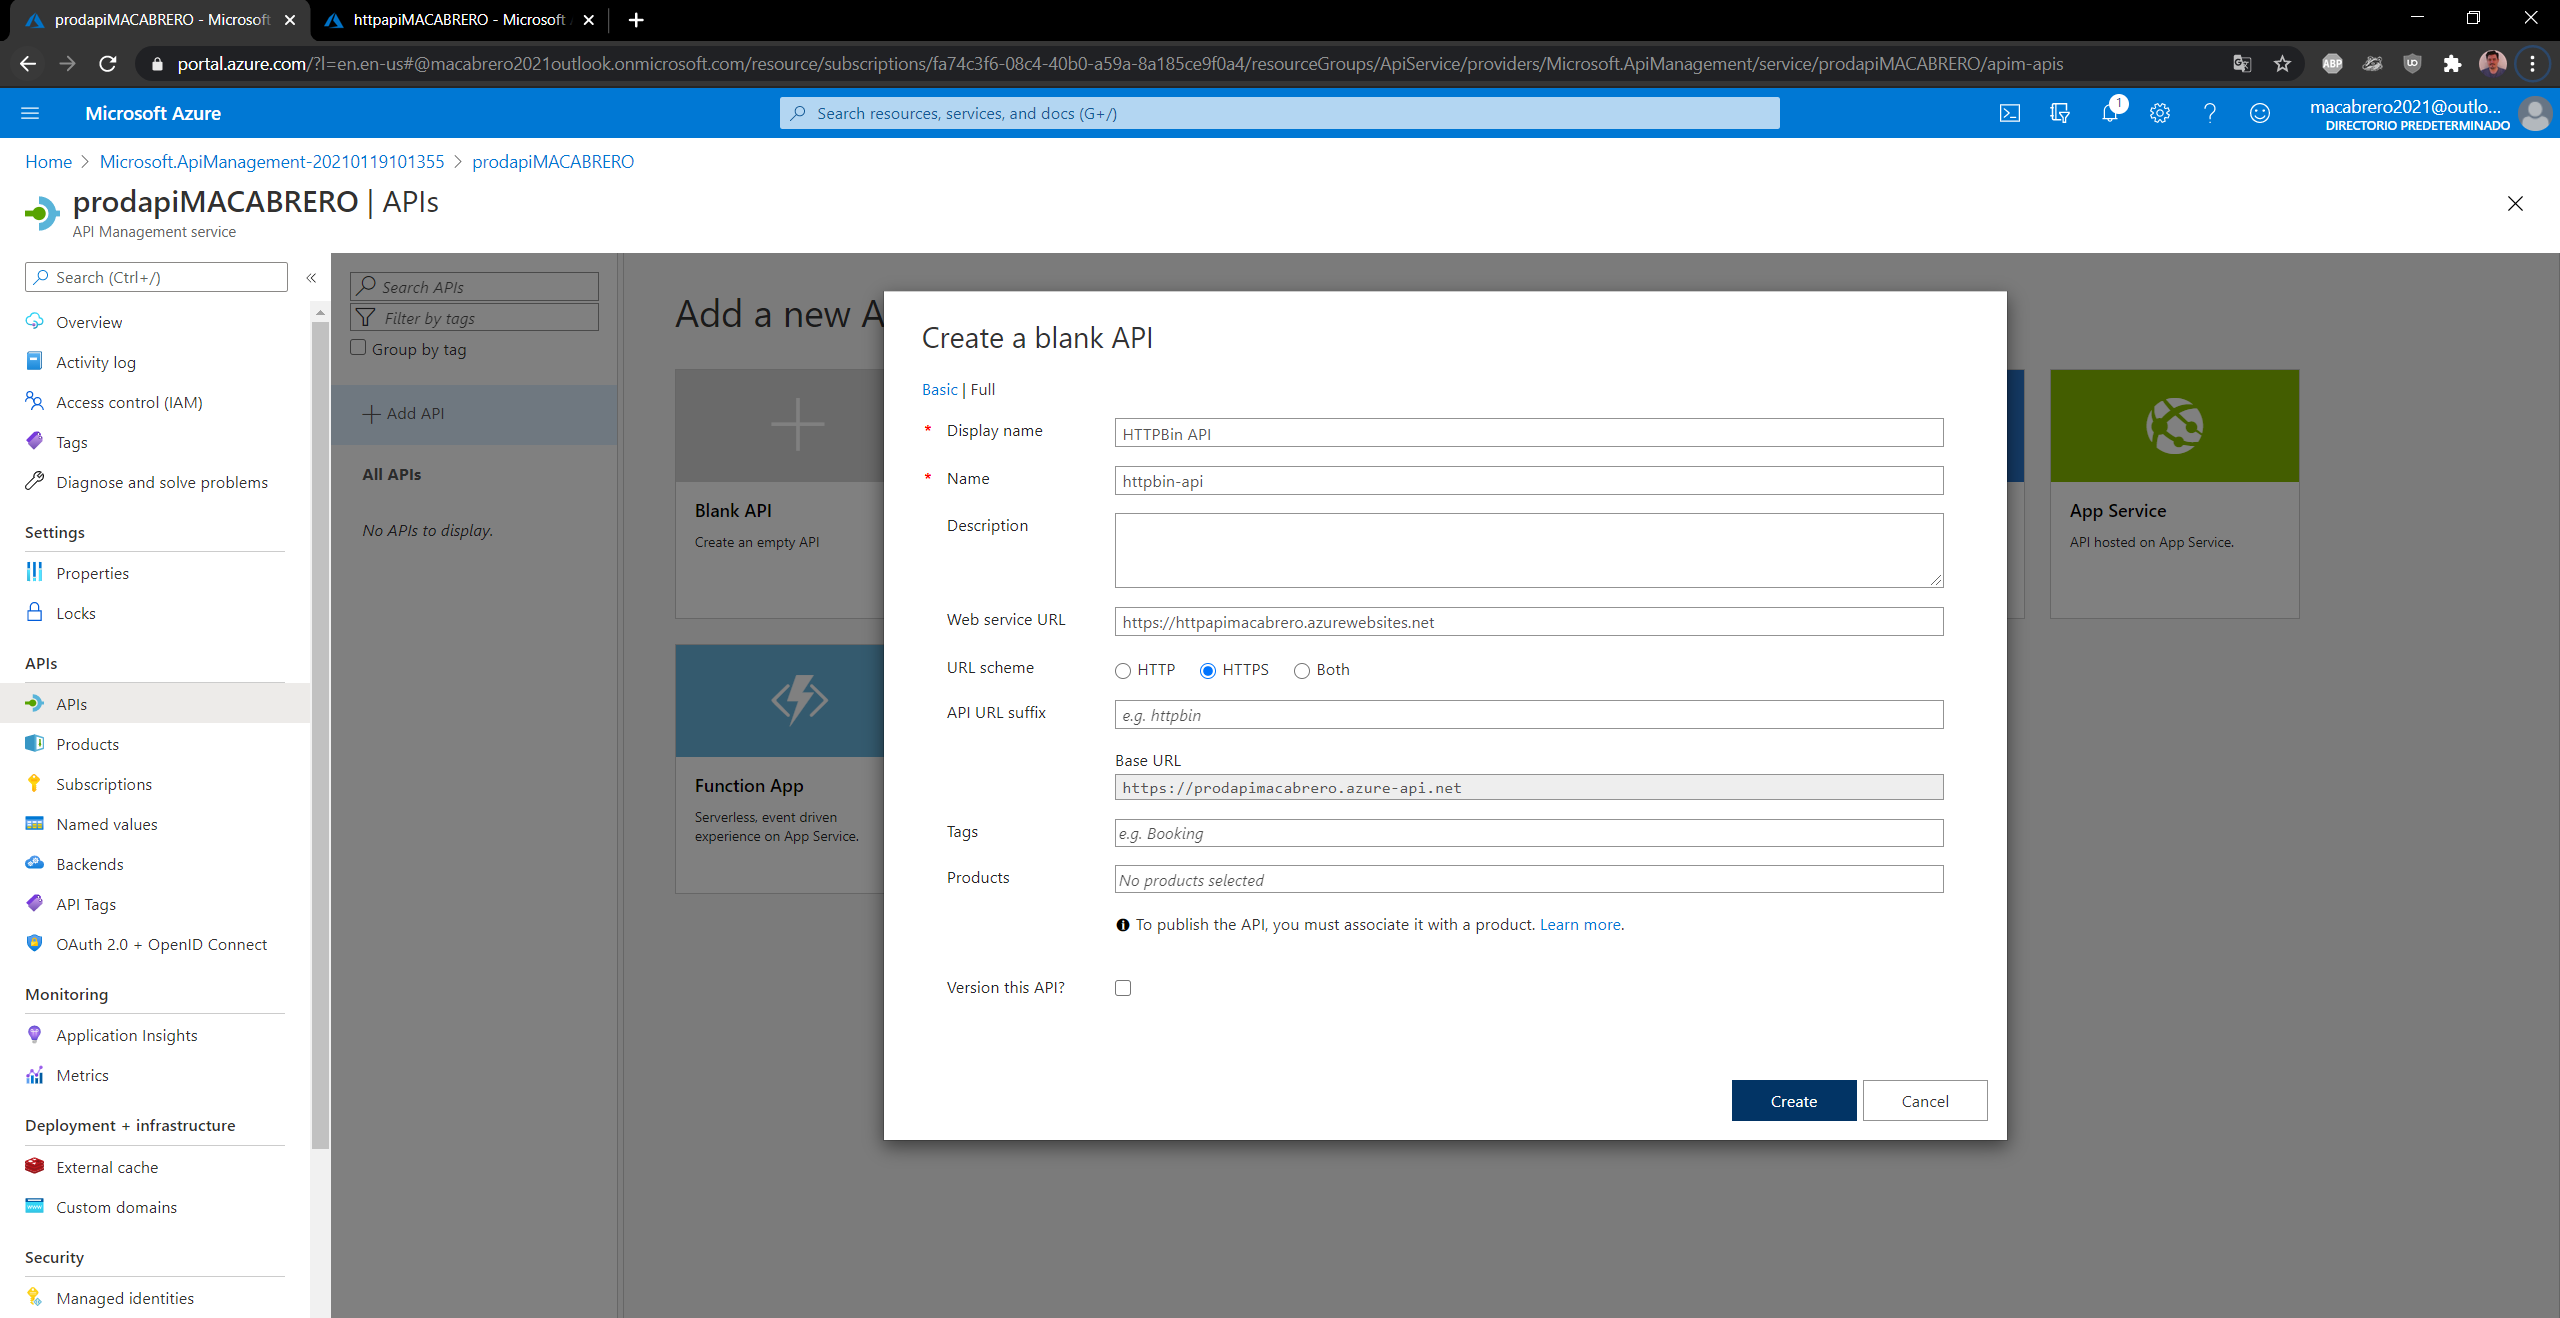 prodapiMACABRERO - Microsoft
httpapiMACABRERO - Microsoft
portal.azure.com/?l=en.en-us#@macabrero2021outlook.onmicrosoft.com/resource/subscriptions/fa74c3f6-08c4-40b0-a59a-8a185ce9f0a4/resourceGroups/ApiService/providers/Microsoft.ApiManagement/service/prodapiMACABRERO/apim-apis
ABP
Microsoft Azure
Search resources, services, and docs (G+/)
1
macabrero2021@outlo...
DIRECTORIO PREDETERMINADO
Home > Microsoft.ApiManagement-20210119101355 > prodapiMACABRERO
prodapiMACABRERO | APIs
API Management service
Search (Ctrl+/)
«
Overview
Activity log
Access control (IAM)
Tags
Diagnose and solve problems
Settings
Properties
Locks
APIs
APIs
Products
Subscriptions
Named values
Backends
API Tags
OAuth 2.0 + OpenID Connect
Monitoring
Application Insights
Metrics
Deployment + infrastructure
External cache
Custom domains
Security
Managed identities
Search APIs
Filter by tags
Group by tag
Add API
All APIs
No APIs to display.
Add a new A
Blank API
Create an empty API
Function App
Serverless, event driven
experience on App Service.
App Service
API hosted on App Service.
Create a blank API
Basic | Full
* Display name
HTTPBin API
* Name
httpbin-api
Description
Web service URL
https://httpapimacabrero.azurewebsites.net
URL scheme
HTTP HTTPS Both
API URL suffix
e.g. httpbin
Base URL
https://prodapimacabrero.azure-api.net
Tags
e.g. Booking
Products
No products selected
To publish the API, you must associate it with a product. Learn more.
Version this API?
Create
Cancel